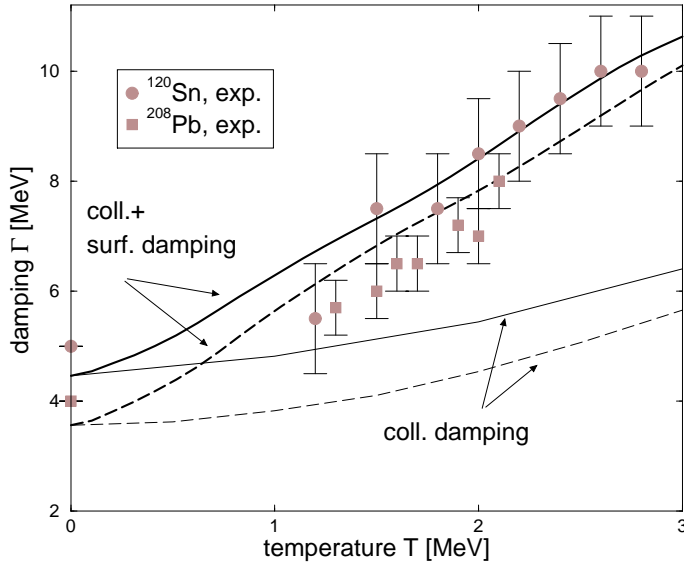 10
8
6
4
2
damping Γ [MeV]
¹²⁰Sn, exp.
²⁰⁸Pb, exp.
coll.+
surf. damping
coll. damping
0 1 2 3
temperature T [MeV]